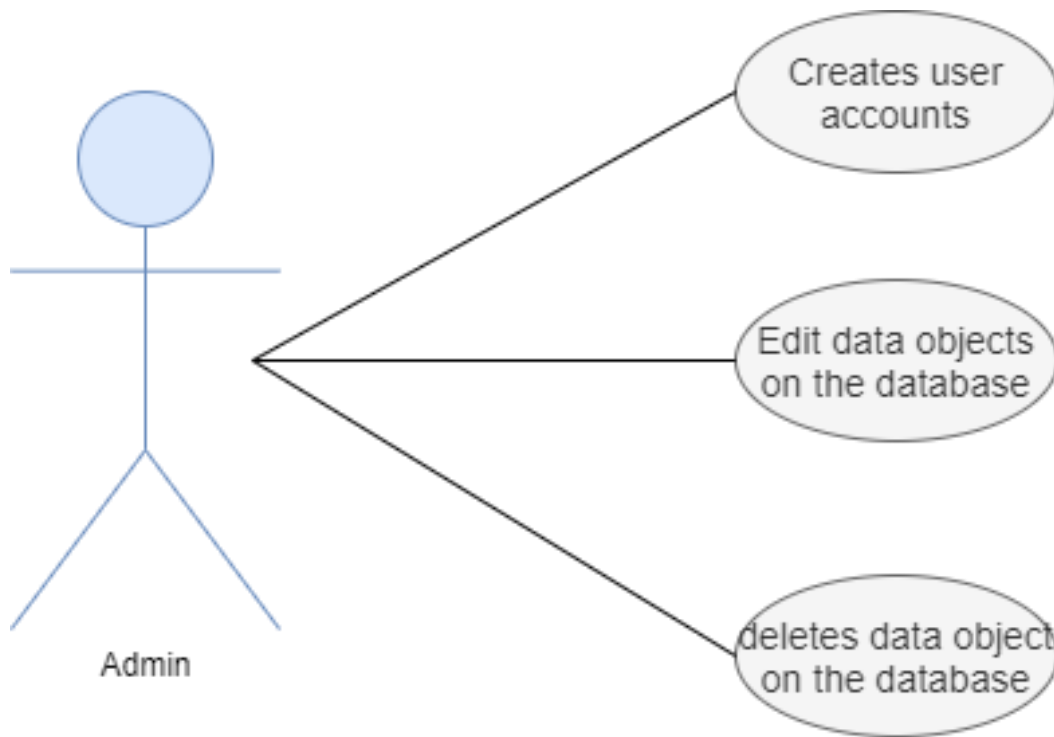 Creates user
accounts
Edit data objects
on the database
deletes data object
on the database
Admin